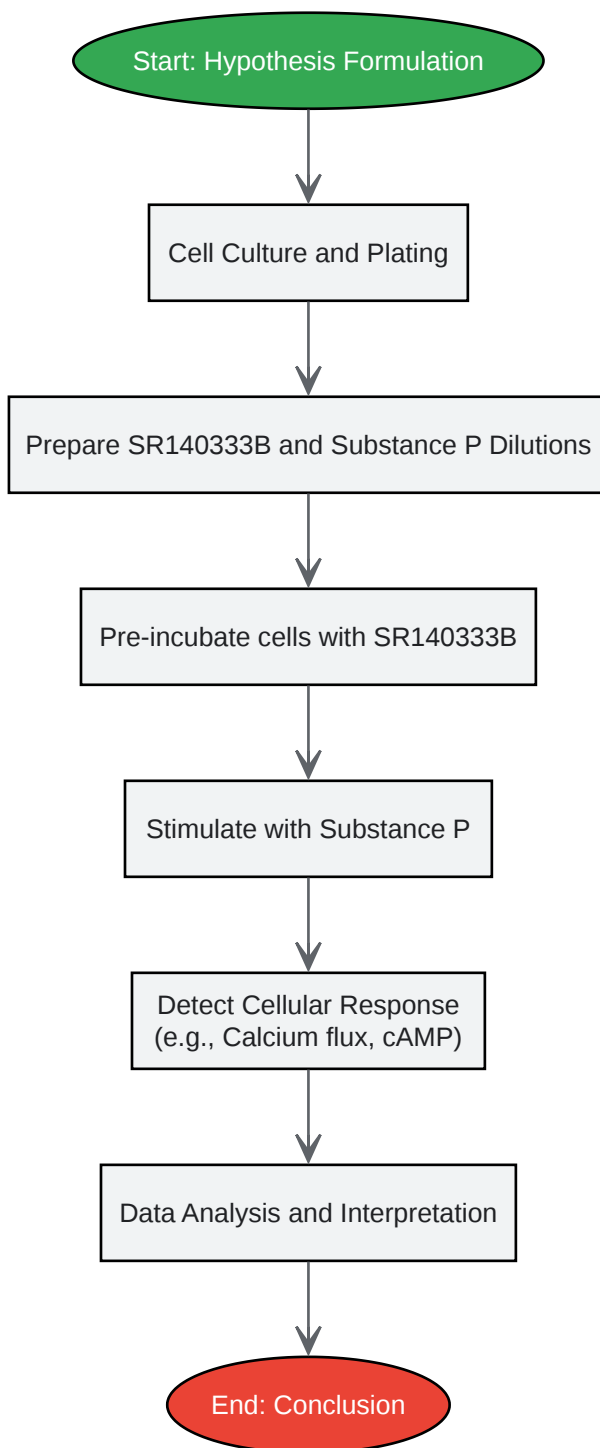 Start: Hypothesis Formulation
Cell Culture and Plating
Prepare SR140333B and Substance P Dilutions
Pre-incubate cells with SR140333B
Stimulate with Substance P
Detect Cellular Response
(e.g., Calcium flux, cAMP)
Data Analysis and Interpretation
End: Conclusion